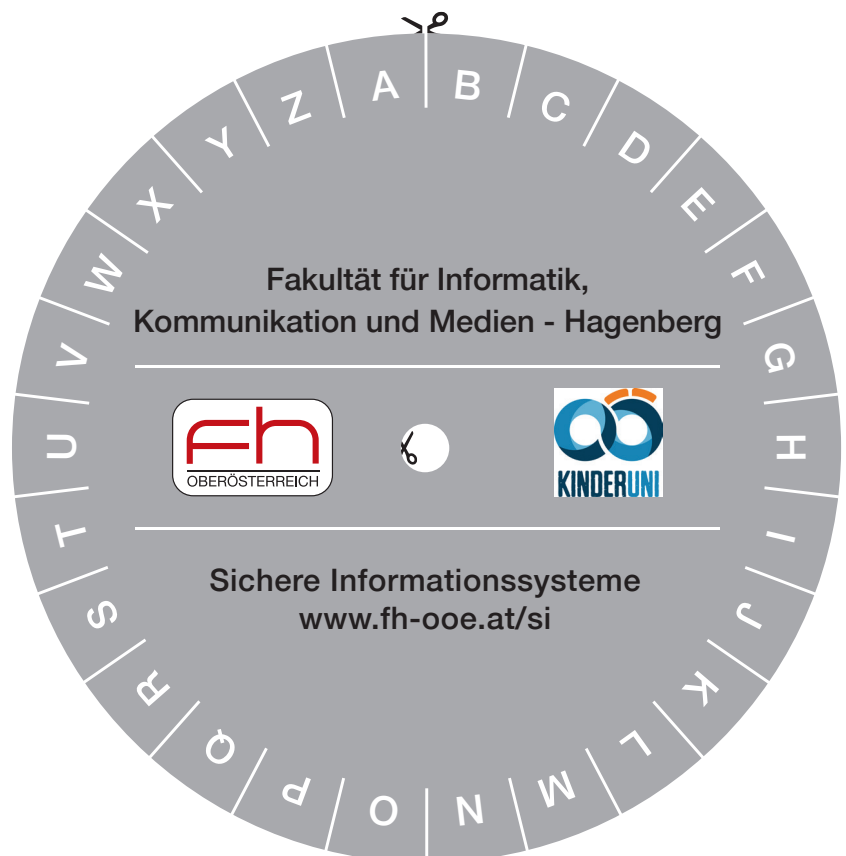 A B C D E F G H I J K L M N O P Q R S T U V W X Y Z
Fakultät für Informatik,
Kommunikation und Medien - Hagenberg
fh
OBERÖSTERREICH
KINDERUNI
Sichere Informationssysteme
www.fh-ooe.at/si